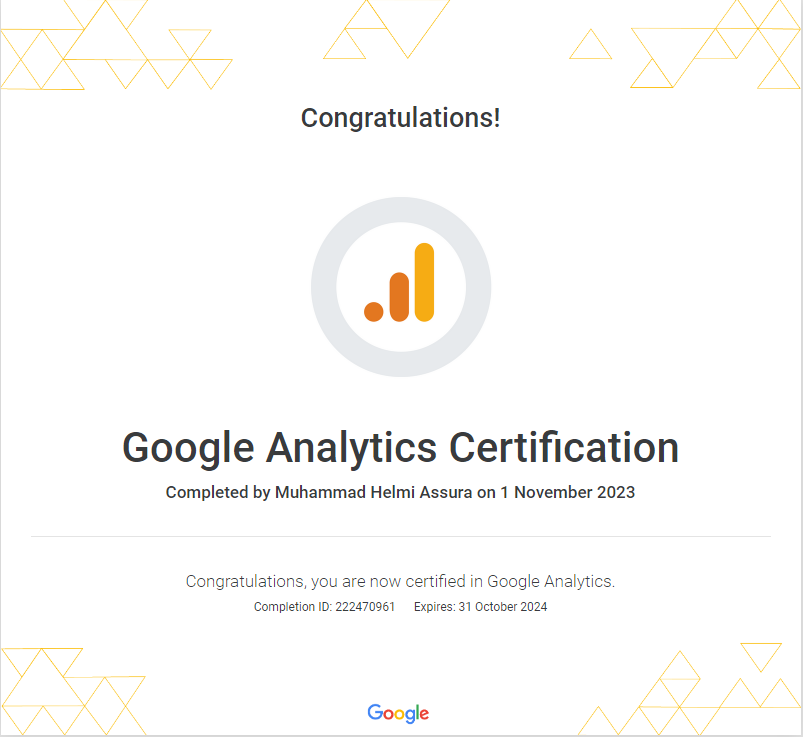 Congratulations!
Google Analytics Certification
Completed by Muhammad Helmi Assura on 1 November 2023
Congratulations, you are now certified in Google Analytics.
Completion ID: 222470961 Expires: 31 October 2024
Google